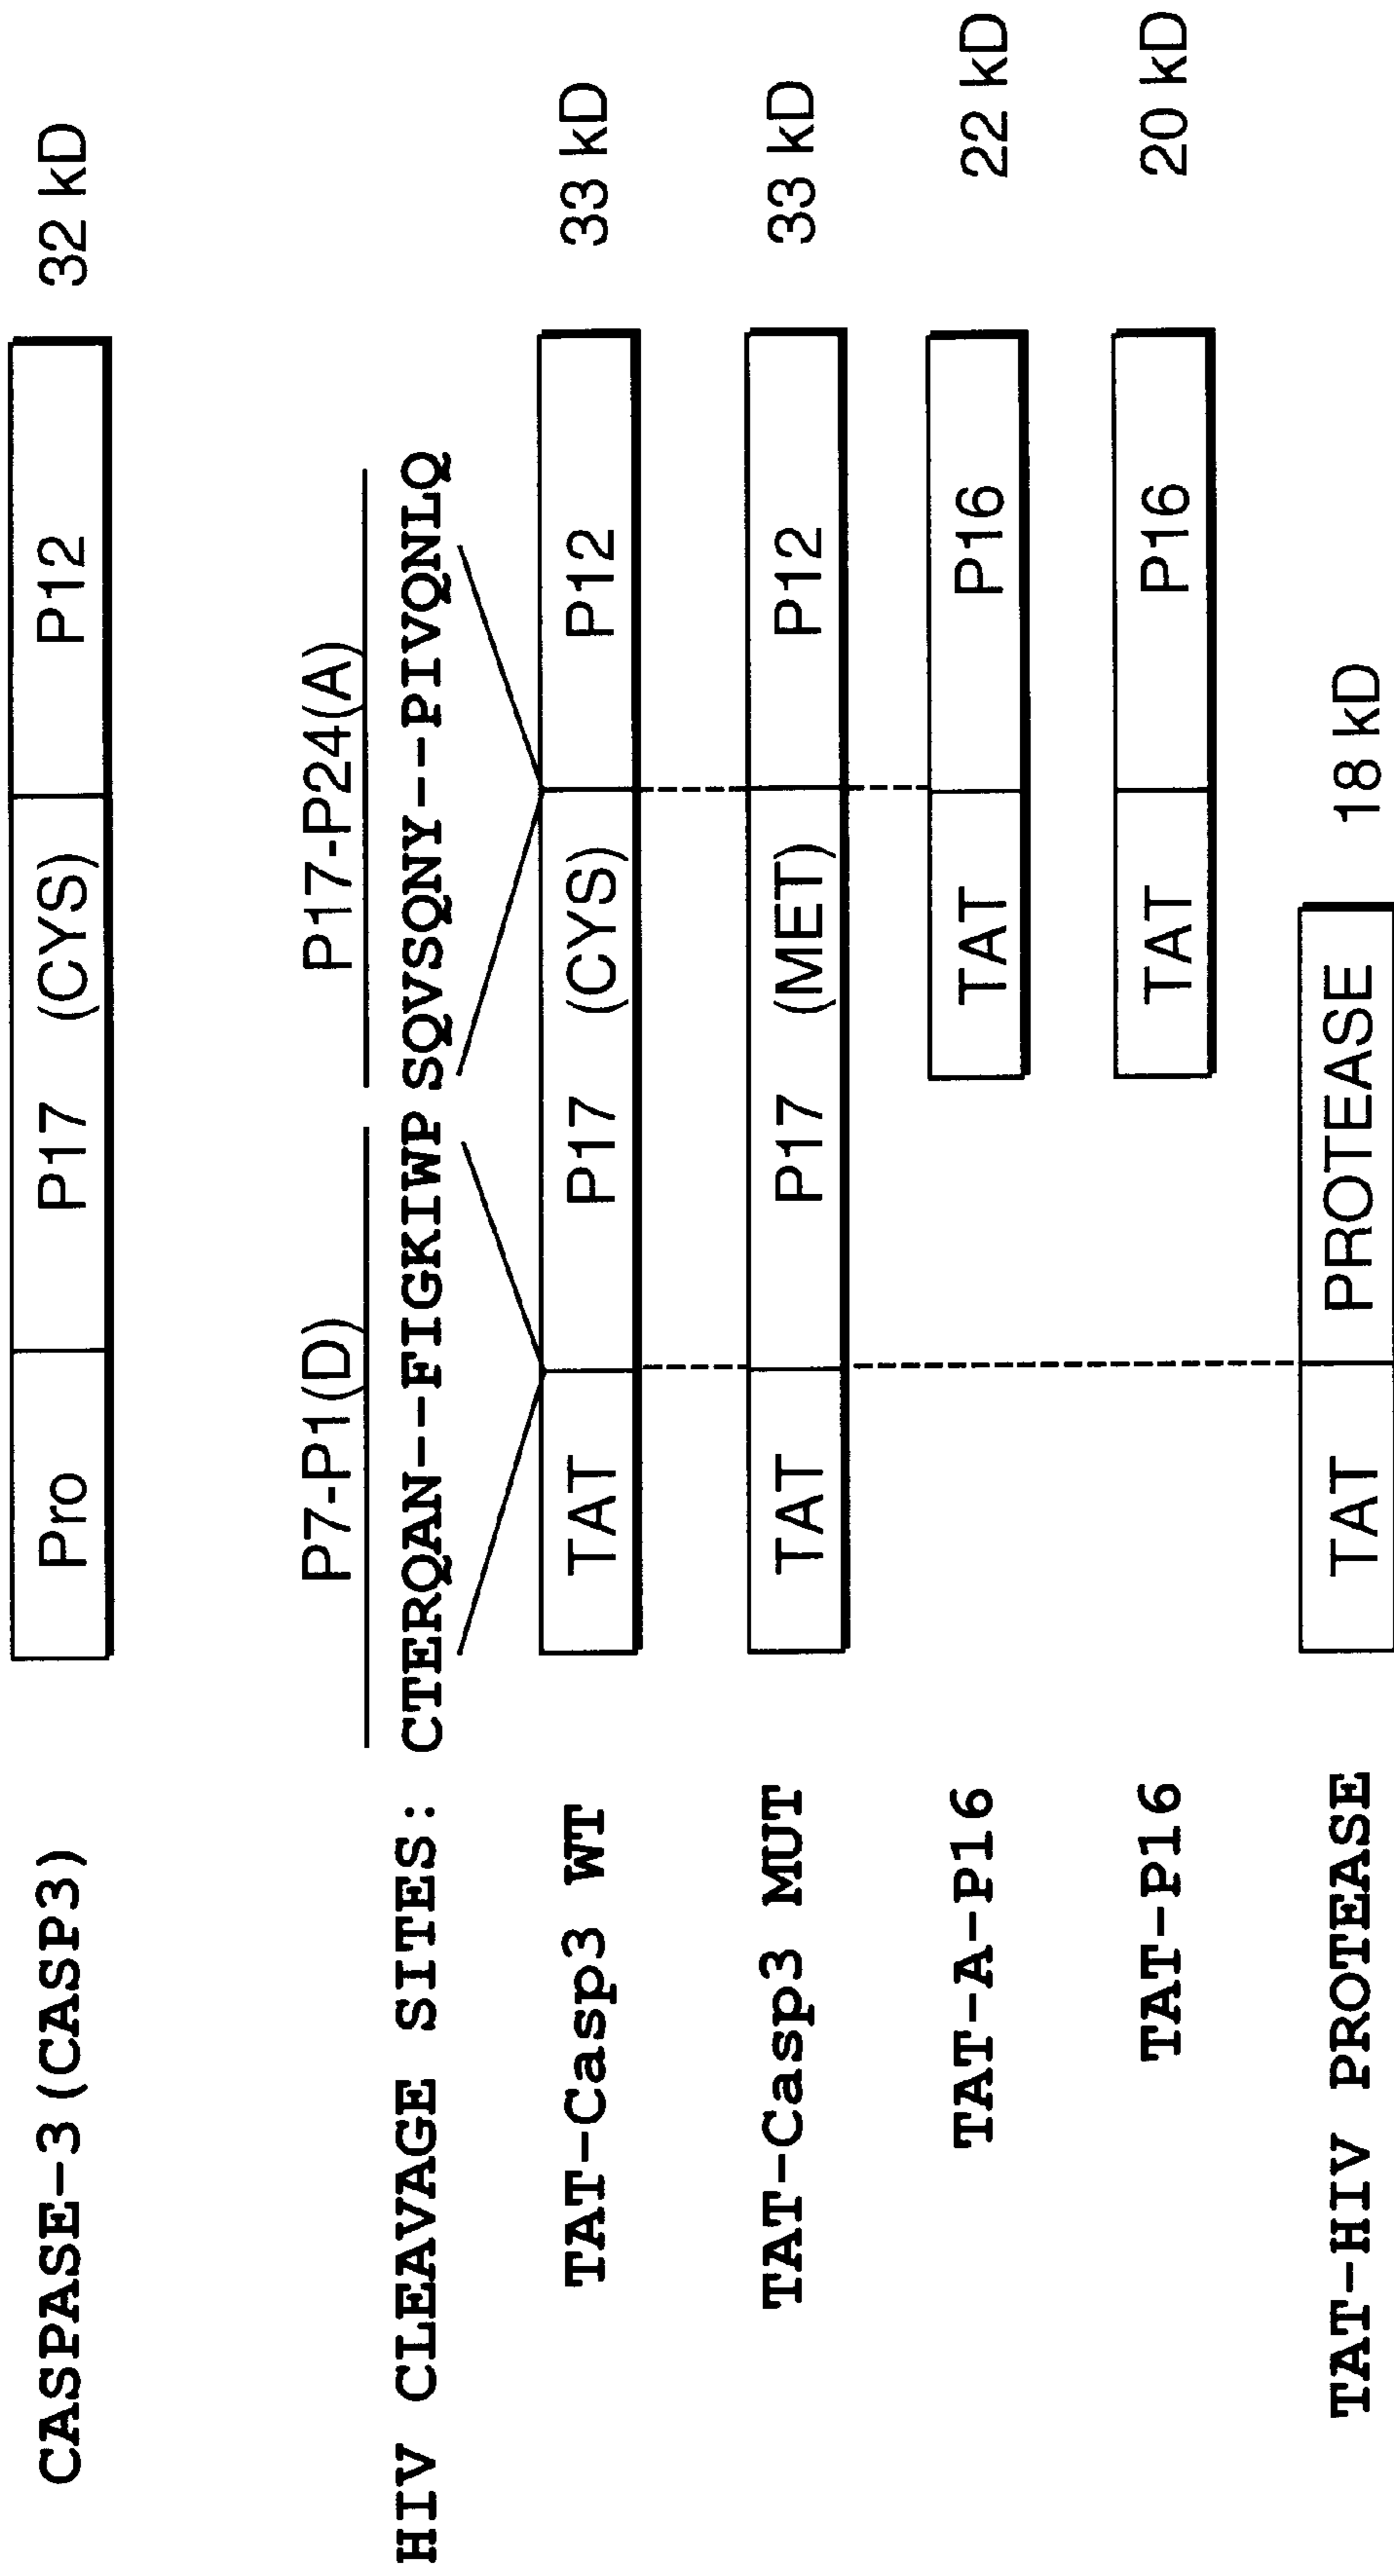 CASPASE-3 (CASP3) Pro P17 (CYS) P12 32 kD
P7-P1(D) P17-P24(A)
HIV CLEAVAGE SITES: CTERQAN--FIGKIWP SQVSQNY--PIVQNLQ
TAT-Casp3 WT TAT P17 (CYS) P12 33 kD
TAT-Casp3 MUT TAT P17 (MET) P12 33 kD
TAT-A-P16 TAT P16 22 kD
TAT-P16 TAT P16 20 kD
TAT-HIV PROTEASE TAT PROTEASE 18 kD